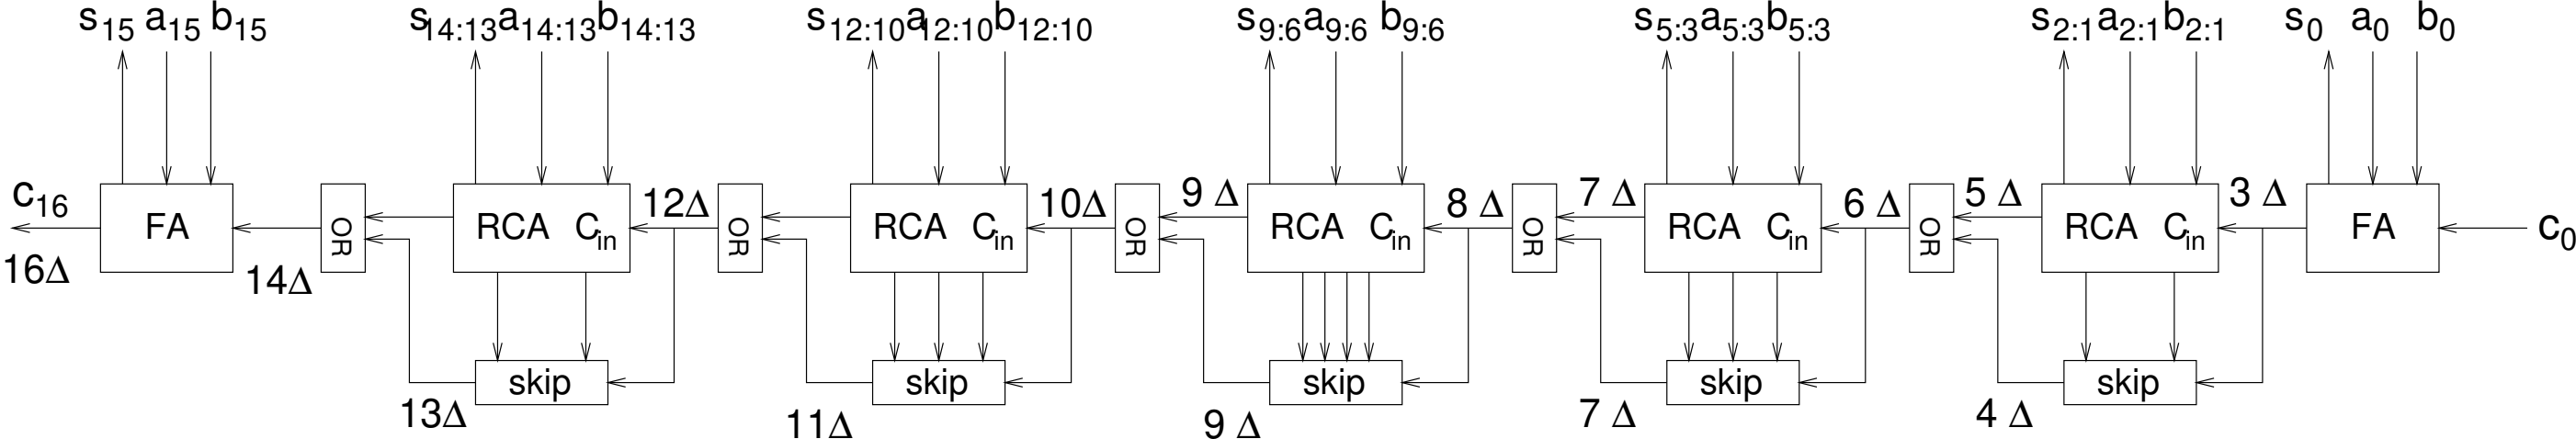 s15 a15 b15 s14:13 a14:13 b14:13 s12:10 a12:10 b12:10 s9:6 a9:6 b9:6 s5:3 a5:3 b5:3 s2:1 a2:1 b2:1 s0 a0 b0
c16 FA OR RCA Cin 12Δ OR RCA Cin 10Δ OR 9 Δ RCA Cin 8 Δ OR 7 Δ RCA Cin 6 Δ OR 5 Δ RCA Cin 3 Δ FA c0
16Δ 14Δ
skip skip skip skip skip
13Δ 11Δ 9 Δ 7 Δ 4 Δ